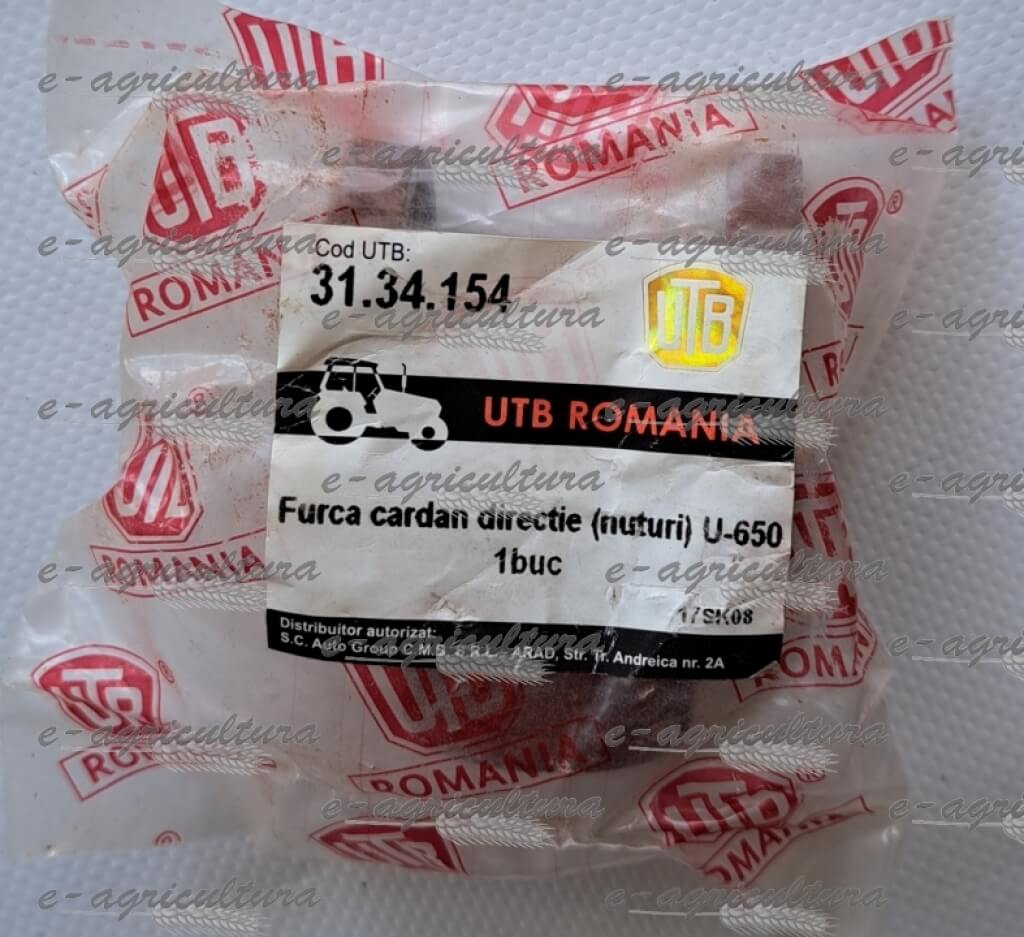 Cod UTB:
31.34.154
UTB
UTB ROMANIA
Furca cardan directie (nuturi) U-650
1buc
17SK08
Distribuitor autorizat:
S.C. Auto Group C.M.B. S.R.L. ARAD, Str. Tr. Andreica nr. 2A
UTB
ROMANIA
e-agricultura